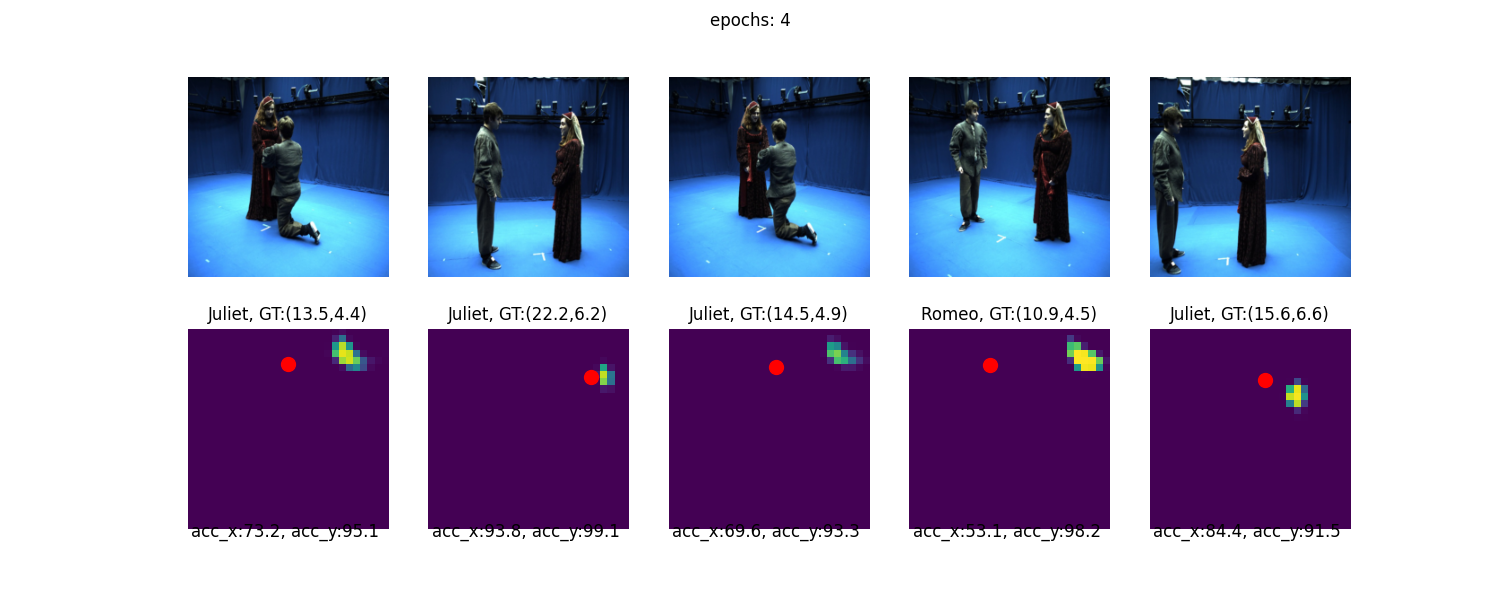 epochs: 4
Juliet, GT:(13.5,4.4)
Juliet, GT:(22.2,6.2)
Juliet, GT:(14.5,4.9)
Romeo, GT:(10.9,4.5)
Juliet, GT:(15.6,6.6)
acc_x:73.2, acc_y:95.1
acc_x:93.8, acc_y:99.1
acc_x:69.6, acc_y:93.3
acc_x:53.1, acc_y:98.2
acc_x:84.4, acc_y:91.5